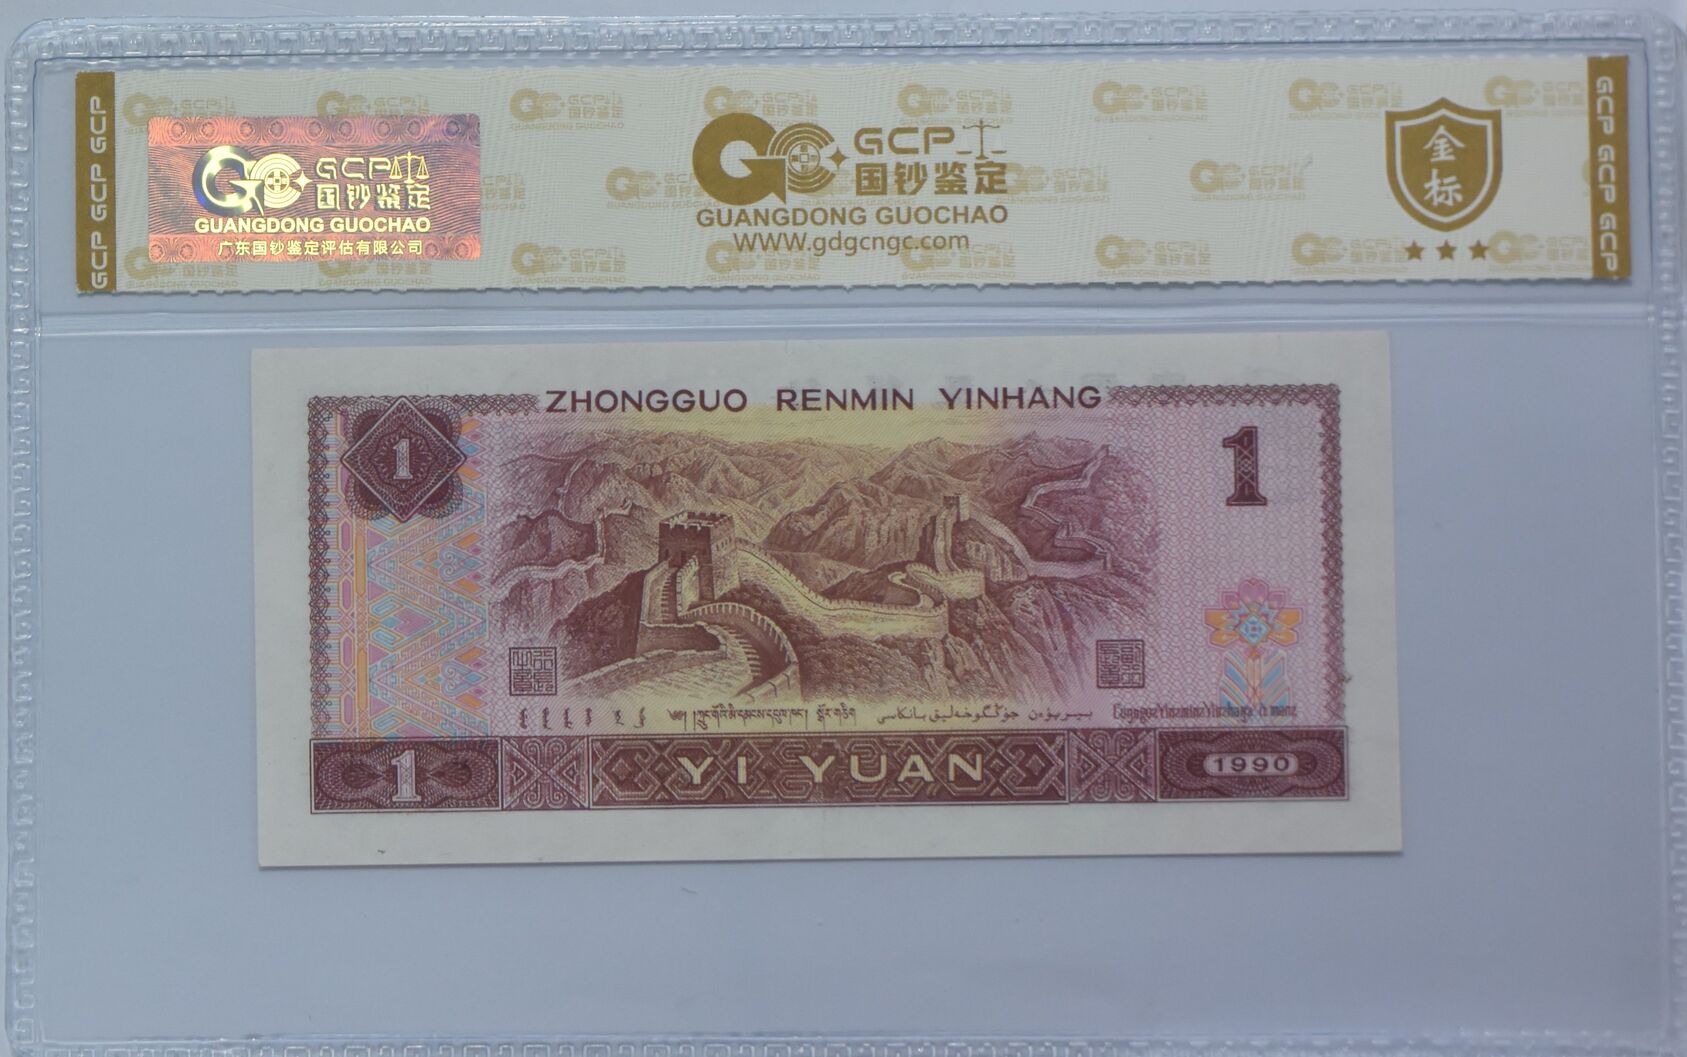 GCP GCP GCP
GCP 国钞鉴定
GUANGDONG GUOCHAO
广东国钞鉴定评估有限公司
GCP
国钞鉴定
GUANGDONG GUOCHAO
WWW.gdgcngc.com
金标
GCP GCP GCP
ZHONGGUO RENMIN YINHANG
1
1
1
YI YUAN
1990